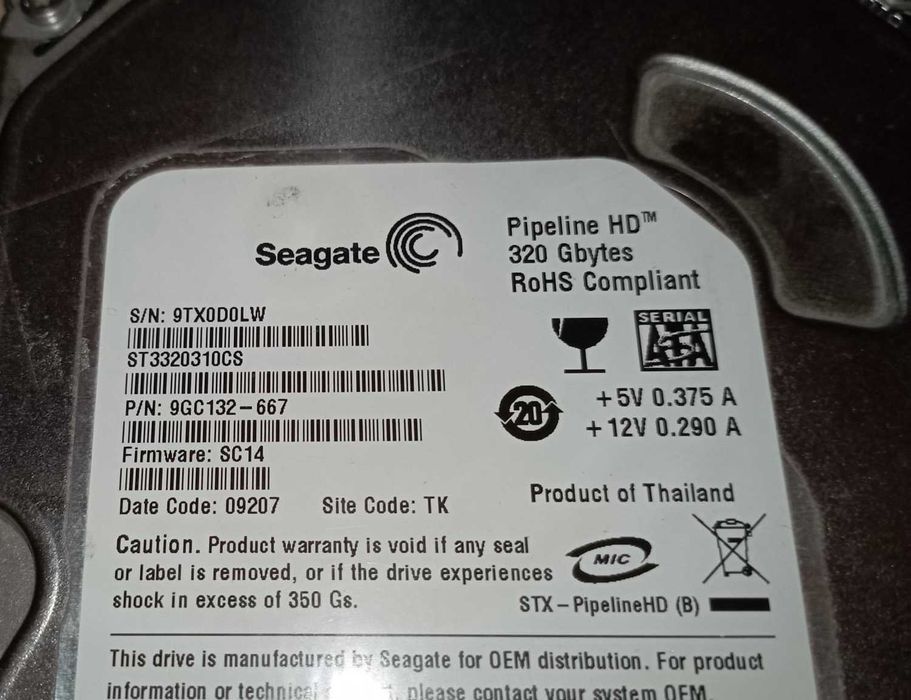 Seagate
Pipeline HD™
320 Gbytes
RoHS Compliant
S/N: 9TX0D0LW
ST3320310CS
P/N: 9GC132-667
Firmware: SC14
Date Code: 09207 Site Code: TK
SERIAL
ATA
20
+5V 0.375 A
+12V 0.290 A
Product of Thailand
Caution. Product warranty is void if any seal
or label is removed, or if the drive experiences
shock in excess of 350 Gs.
MIC
STX-PipelineHD (B)
This drive is manufactured by Seagate for OEM distribution. For product
information or technical please contact your system OEM.